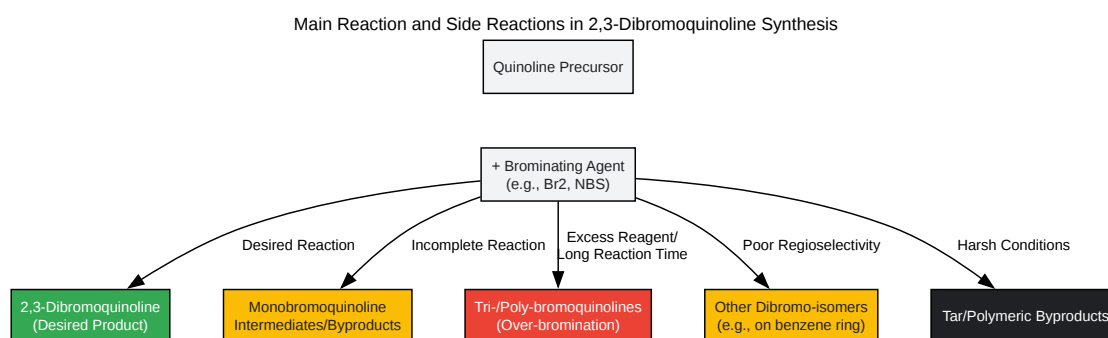 Main Reaction and Side Reactions in 2,3-Dibromoquinoline Synthesis
Quinoline Precursor
+ Brominating Agent
(e.g., Br2, NBS)
Desired Reaction
Incomplete Reaction
Excess Reagent/
Long Reaction Time
Poor Regioselectivity
Harsh Conditions
2,3-Dibromoquinoline
(Desired Product)
Monobromoquinoline
Intermediates/Byproducts
Tri-/Poly-bromoquinolines
(Over-bromination)
Other Dibromo-isomers
(e.g., on benzene ring)
Tar/Polymeric Byproducts